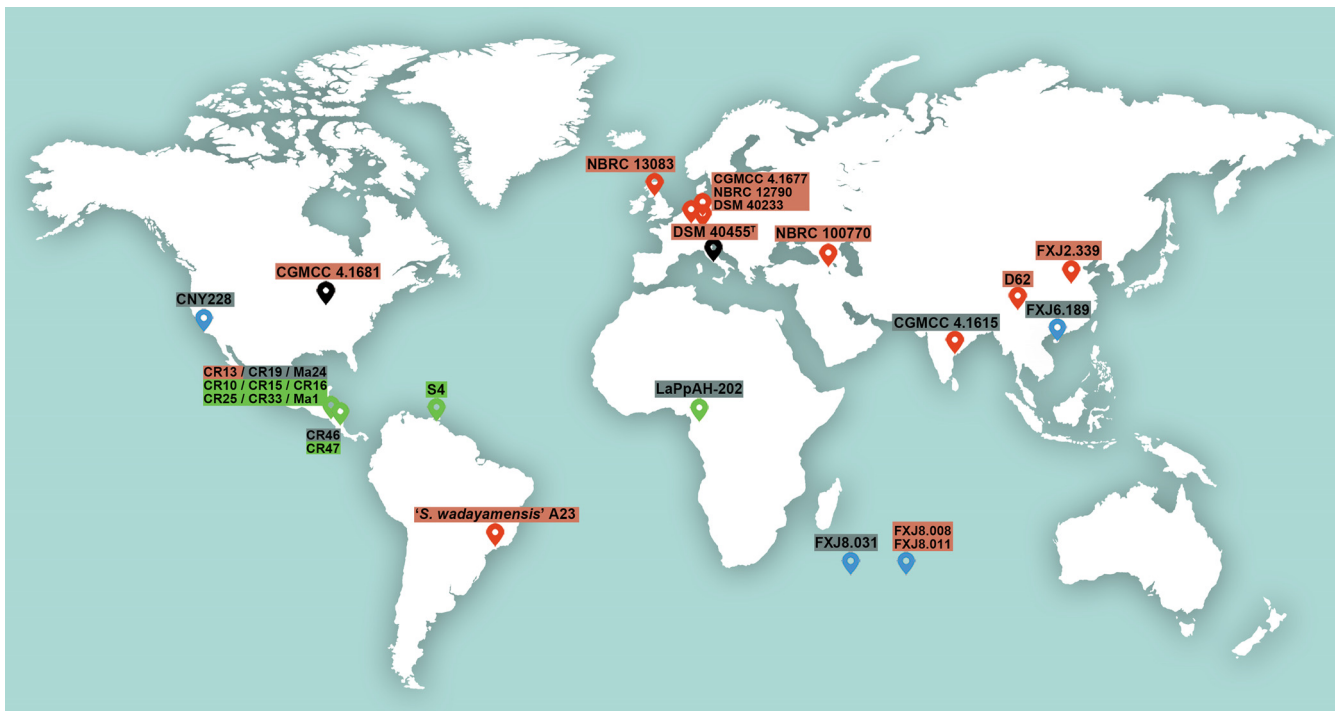 NBRC 13083
CGMCC 4.1677
NBRC 12790
DSM 40233
DSM 40455ᵀ
NBRC 100770
FXJ2.339
CGMCC 4.1681
D62
CNY228
FXJ6.189
CGMCC 4.1615
CR13 / CR19 / Ma24
CR10 / CR15 / CR16
CR25 / CR33 / Ma1
S4
LaPpAH-202
CR46
CR47
‘S. wadayamensis’ A23
FXJ8.031
FXJ8.008
FXJ8.011